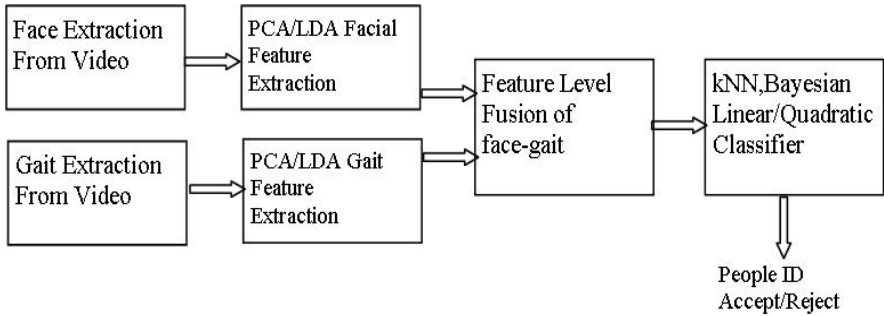 Face Extraction
From Video
PCA/LDA Facial
Feature
Extraction
Gait Extraction
From Video
PCA/LDA Gait
Feature
Extraction
Feature Level
Fusion of
face-gait
kNN,Bayesian
Linear/Quadratic
Classifier
People ID
Accept/Reject